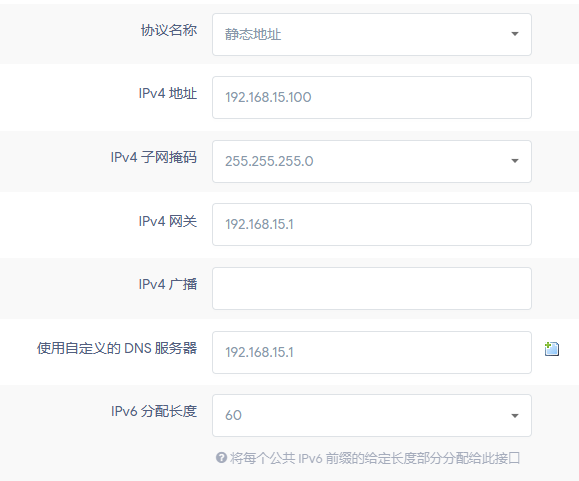 协议名称
静态地址
IPv4 地址
192.168.15.100
IPv4 子网掩码
255.255.255.0
IPv4 网关
192.168.15.1
IPv4 广播
使用自定义的 DNS 服务器
192.168.15.1
IPv6 分配长度
60
将每个公共 IPv6 前缀的给定长度部分分配给此接口